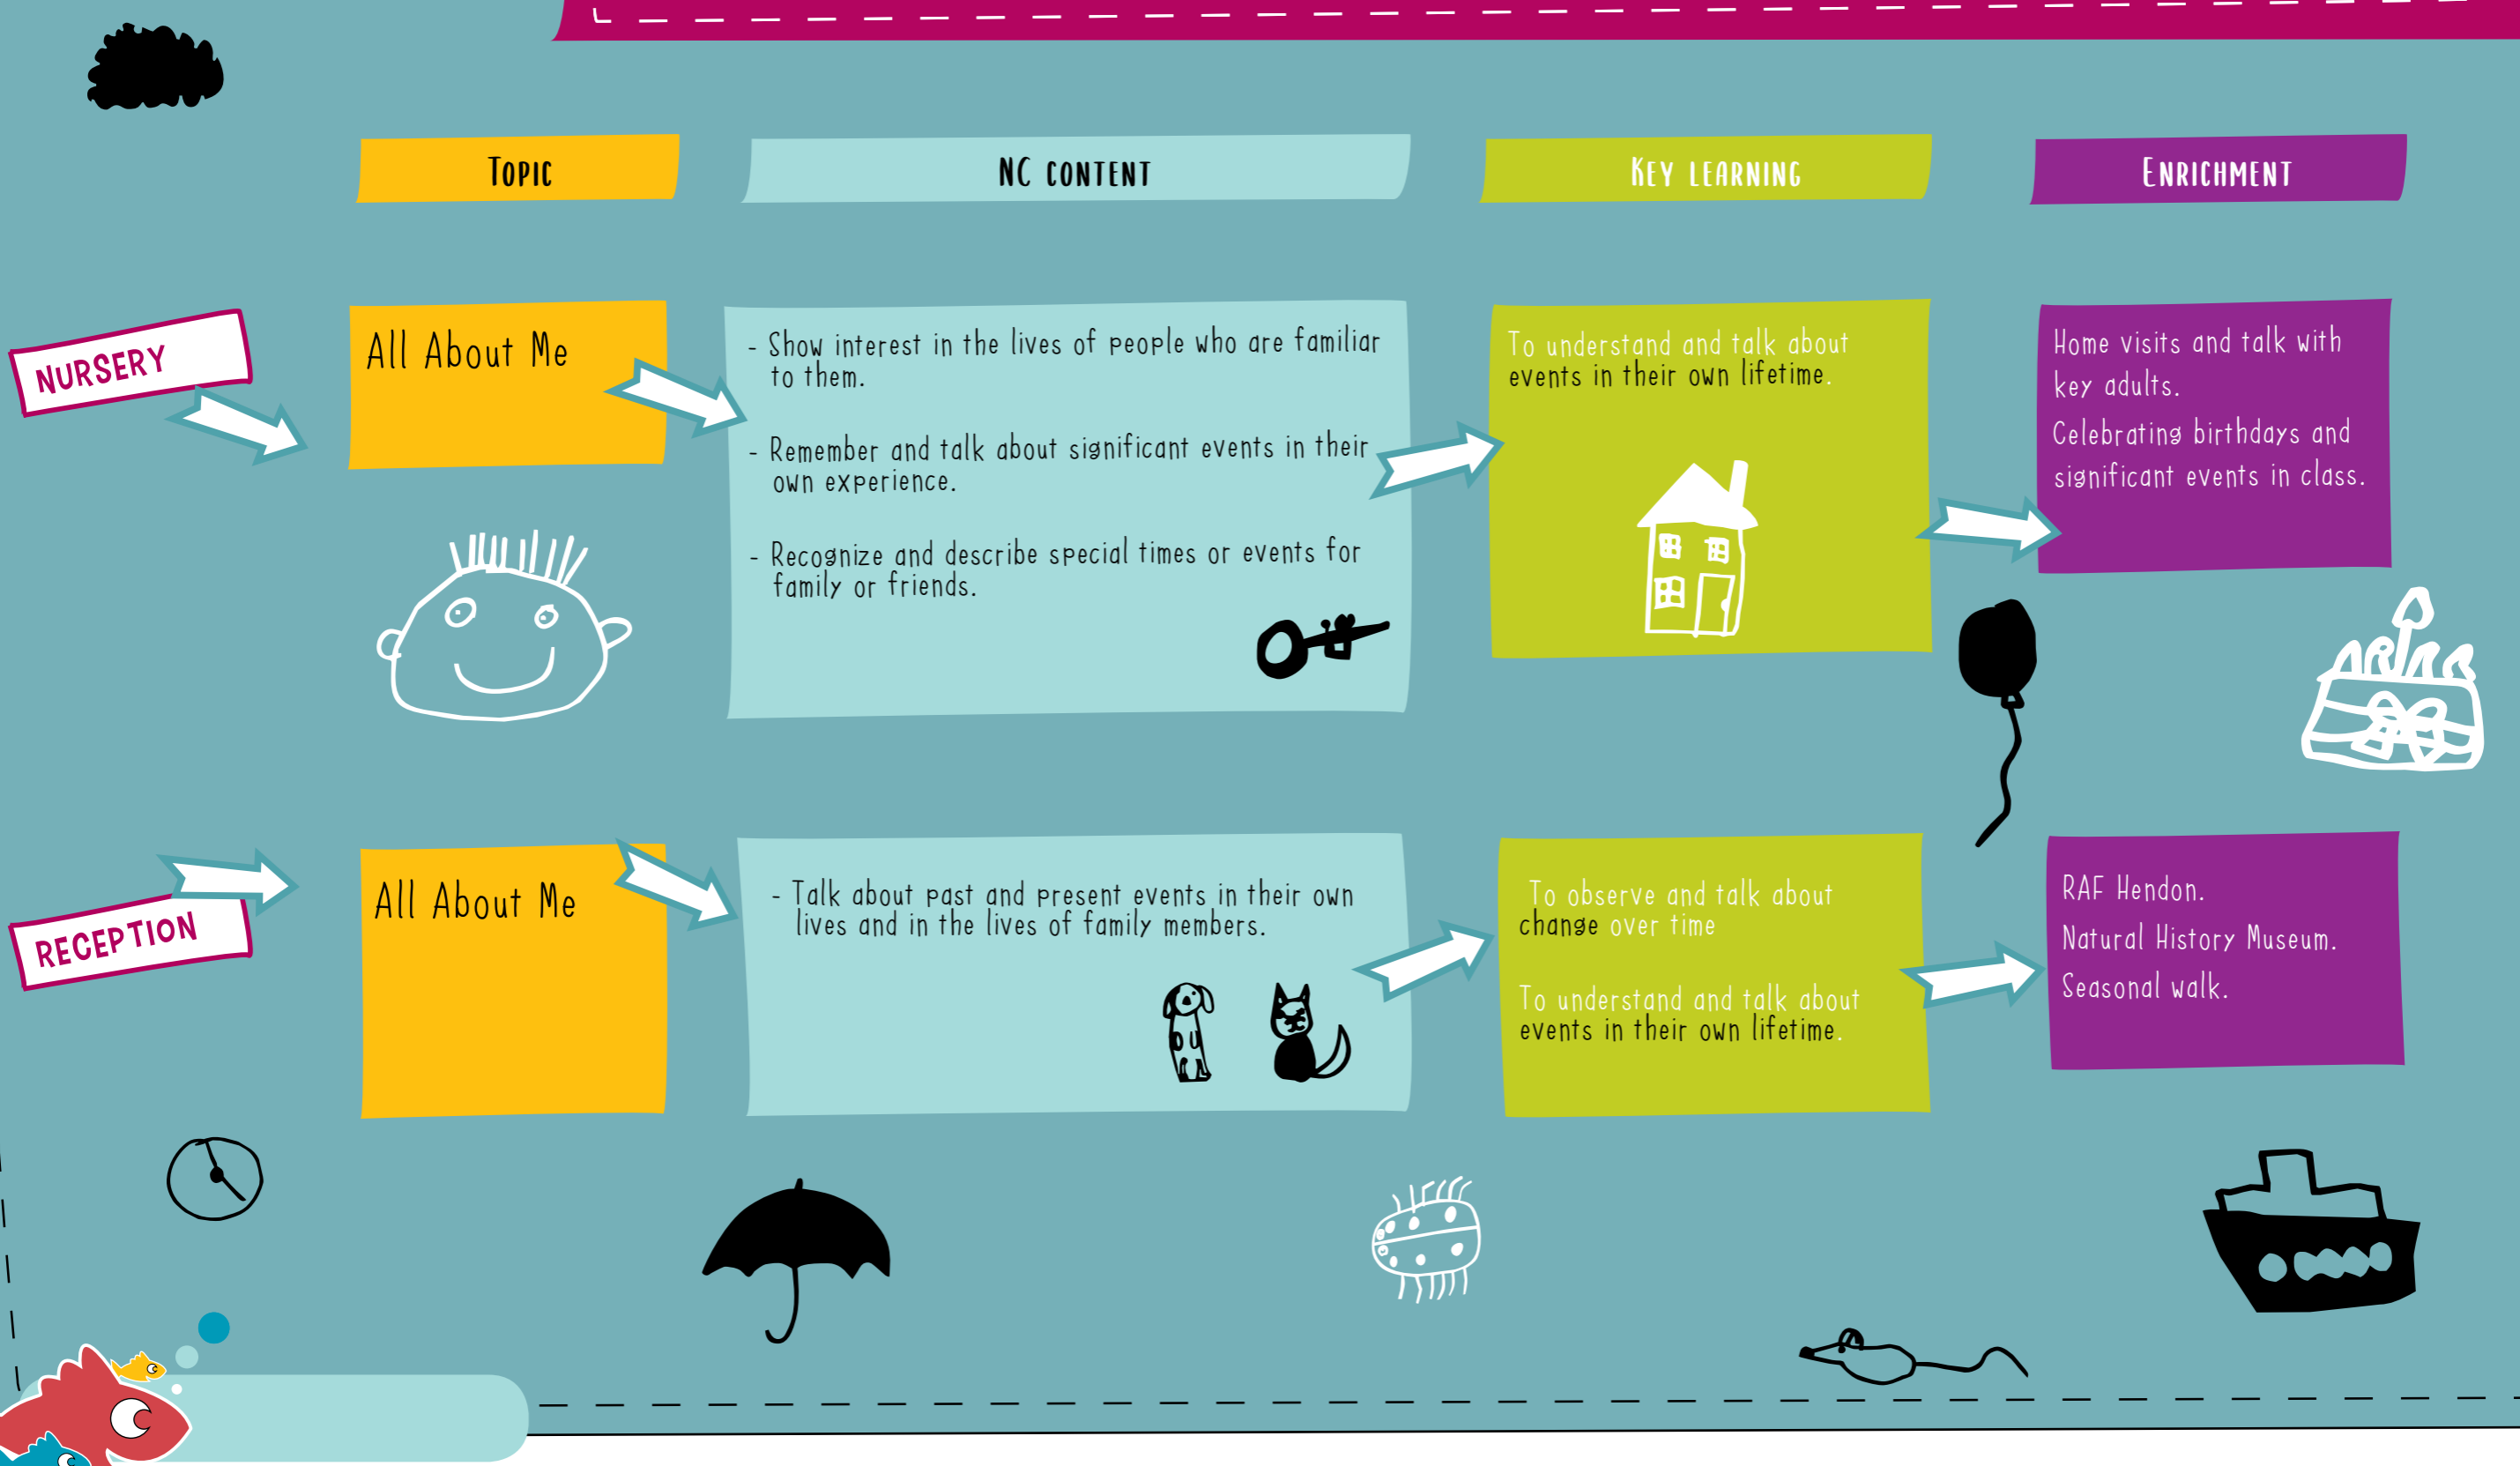 Topic
NC content
Key learning
Enrichment
NURSERY
All About Me
- Show interest in the lives of people who are familiar
to them.
- Remember and talk about significant events in their
own experience.
- Recognize and describe special times or events for
family or friends.
To understand and talk about
events in their own lifetime.
Home visits and talk with
key adults.
Celebrating birthdays and
significant events in class.
RECEPTION
All About Me
- Talk about past and present events in their own
lives and in the lives of family members.
To observe and talk about
change over time
To understand and talk about
events in their own lifetime.
RAF Hendon.
Natural History Museum.
Seasonal walk.